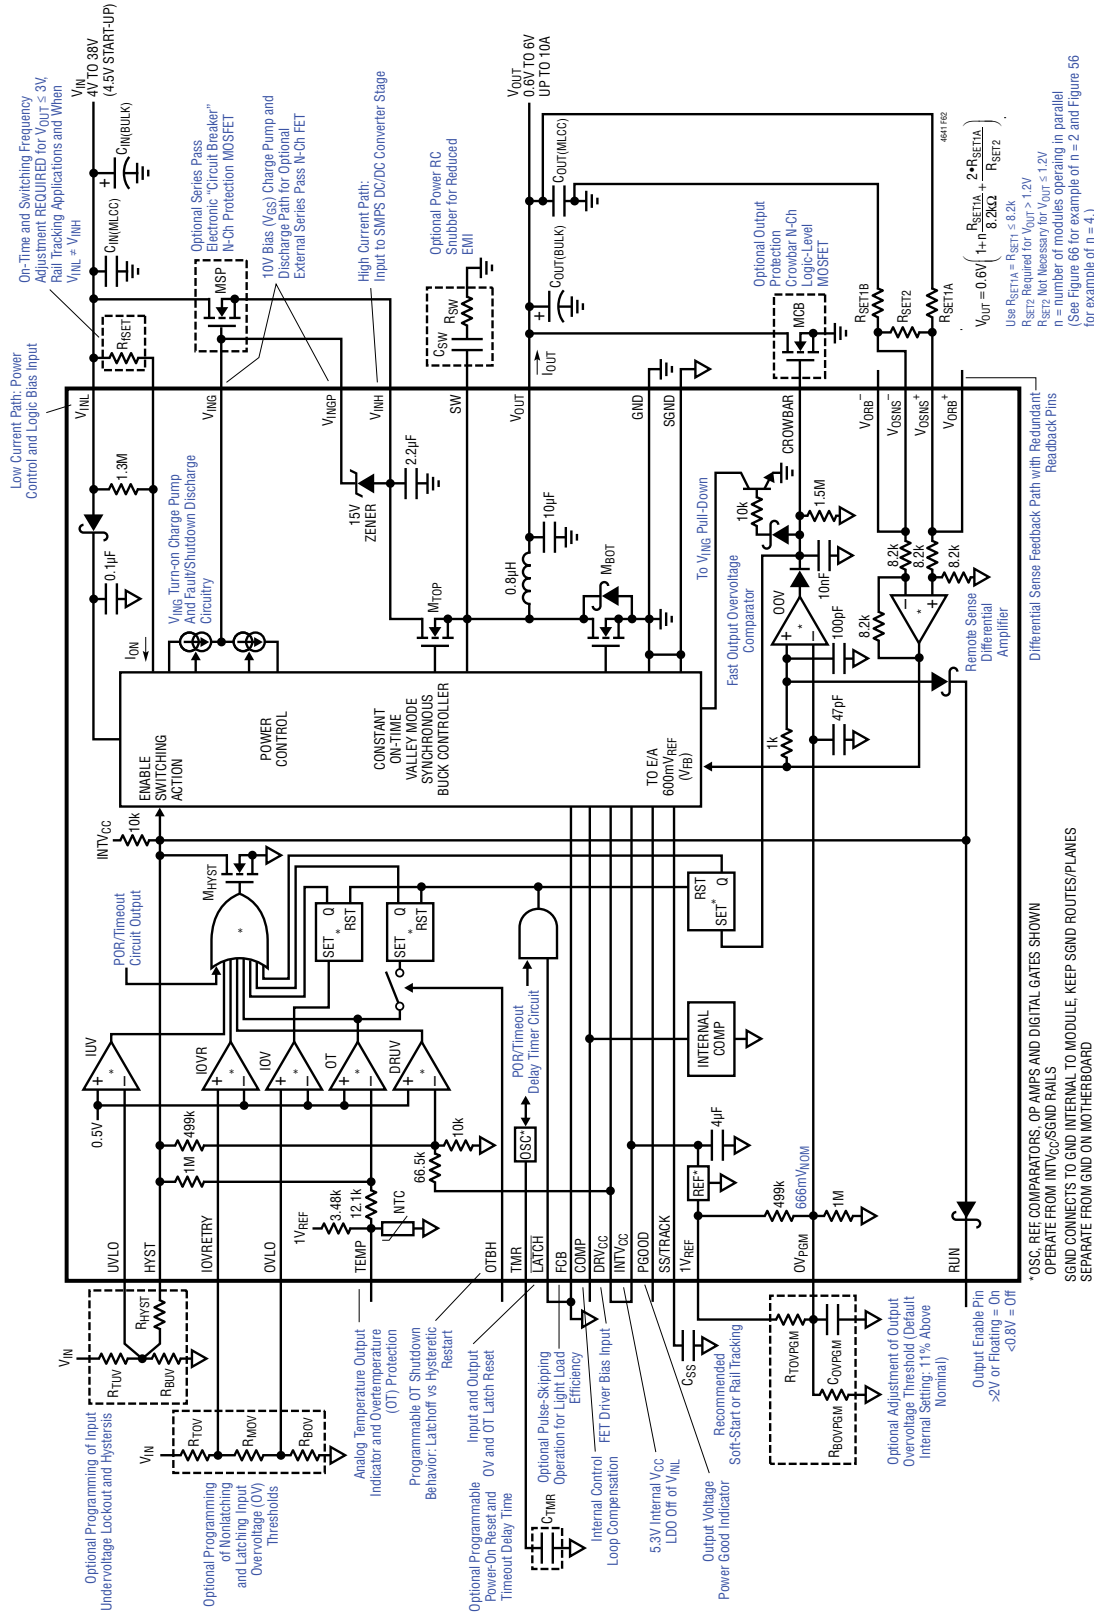 Optional Programming of Input
Undervoltage Lockout and Hystersis
VIN
RTUV
RBUV
RHYST
VIN
RTOV
RMOV
RBOV
Optional Programming
of Nonlatching
and Latching Input
Overvoltage (OV)
Thresholds
Analog Temperature Output
Indicator and Overtemperature
(OT) Protection
Programmable OT Shutdown
Behavior: Latchoff vs Hysteretic
Restart
Optional Programmable
Power-On Reset and
Timeout Delay Time
CTMR
Input and Output
OV and OT Latch Reset
Optional Pulse-Skipping
Operation for Light Load
Efficiency
Internal Control
Loop Compensation
FET Driver Bias Input
5.3V Internal VCC
LDO Off of VINL
Output Voltage
Power Good Indicator
CSS
Recommended
Soft-Start or Rail Tracking
RTOVPGM
COVPGM
RBOVPGM
Optional Adjustment of Output
Overvoltage Threshold (Default
Internal Setting: 11% Above
Nominal)
Output Enable Pin
>2V or Floating = On
<0.8V = Off
UVLO
HYST
IOVRETRY
OVLO
TEMP
OTBH
TMR
LATCH
FCB
COMP
DRVCC
INTVCC
PGOOD
SS/TRACK
1VREF
OVPGM
RUN
0.5V
IUV
IOVR
IOV
OT
DRUV
+
–
*
+
–
*
+
–
*
+
–
*
+
–
*
499k
1M
1VREF
3.48k
12.1k
NTC
66.5k
10k
OSC*
POR/Timeout
Delay Timer Circuit
POR/Timeout
Circuit Output
*
MHYST
INTVCC
10k
SET
Q
*
RST
SET
Q
*
RST
RST
SET
Q
*
INTERNAL
COMP
REF*
4µF
499k
666mVNOM
1M
ENABLE
SWITCHING
ACTION
POWER
CONTROL
CONSTANT
ON-TIME
VALLEY MODE
SYNCHRONOUS
BUCK CONTROLLER
TO E/A
600mVREF
(VFB)
ION
0.1µF
1.3M
VING Turn-on Charge Pump
And Fault/Shutdown Discharge
Circuitry
15V
ZENER
2.2µF
MTOP
MBOT
0.8µH
10µF
To VING Pull-Down
Fast Output Overvoltage
Comparator
OOV
+
*
–
1k
47pF
100pF
10nF
10k
1.5M
8.2k
8.2k
8.2k
8.2k
–
*
+
Remote Sense
Differential
Amplifier
Differential Sense Feedback Path with Redundant
Readback Pins
VINL
VING
VINGP
VINH
SW
VOUT
GND
SGND
CROWBAR
VORB–
VOSNS–
VOSNS+
VORB+
Low Current Path: Power
Control and Logic Bias Input
On-Time and Switching Frequency
Adjustment REQUIRED for VOUT ≤ 3V,
Rail Tracking Applications and When
VINL ≠ VINH
RfSET
CIN(MLCC)
+
CIN(BULK)
VIN
4V TO 38V
(4.5V START-UP)
MSP
Optional Series Pass
Electronic "Circuit Breaker"
N-Ch Protection MOSFET
10V Bias (VGS) Charge Pump and
Discharge Path for Optional
External Series Pass N-Ch FET
High Current Path:
Input to SMPS DC/DC Converter Stage
CSW
RSW
Optional Power RC
Snubber for Reduced
EMI
IOUT
+
COUT(BULK)
COUT(MLCC)
VOUT
0.6V TO 6V
UP TO 10A
Optional Output
Protection
Crowbar N-Ch
Logic-Level
MOSFET
MCB
RSET1B
RSET2
RSET1A
4641 F62
VOUT = 0.6V(1+n RSET1A/8.2kΩ + 2•RSET1A/RSET2)
Use RSET1A = RSET1 ≤ 8.2k
RSET2 Required for VOUT > 1.2V
RSET2 Not Necessary for VOUT ≤ 1.2V
n = number of modules operaing in parallel
(See Figure 66 for example of n = 2 and Figure 56
for example of n = 4.)
*OSC, REF, COMPARATORS, OP AMPS AND DIGITAL GATES SHOWN
OPERATE FROM INTVCC/SGND RAILS
SGND CONNECTS TO GND INTERNAL TO MODULE, KEEP SGND ROUTES/PLANES
SEPARATE FROM GND ON MOTHERBOARD